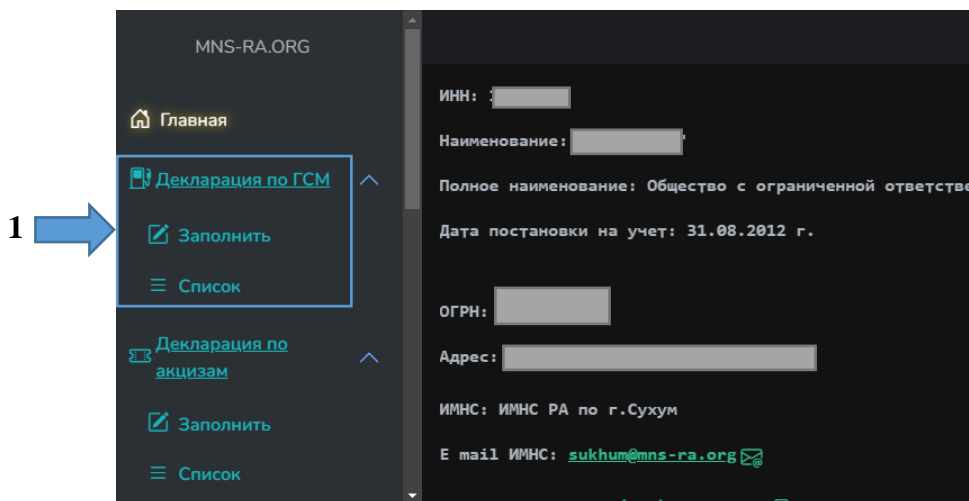 MNS-RA.ORG
Главная
Декларация по ГСМ
Заполнить
Список
Декларация по
акцизам
Заполнить
Список
1
ИНН:
Наименование:
Полное наименование: Общество с ограниченной
Дата постановки на учет: 31.08.2012 г.
ОГРН:
Адрес:
ИМНС: ИМНС РА по г.Сухум
E mail ИМНС: sukhum@mns-ra.org